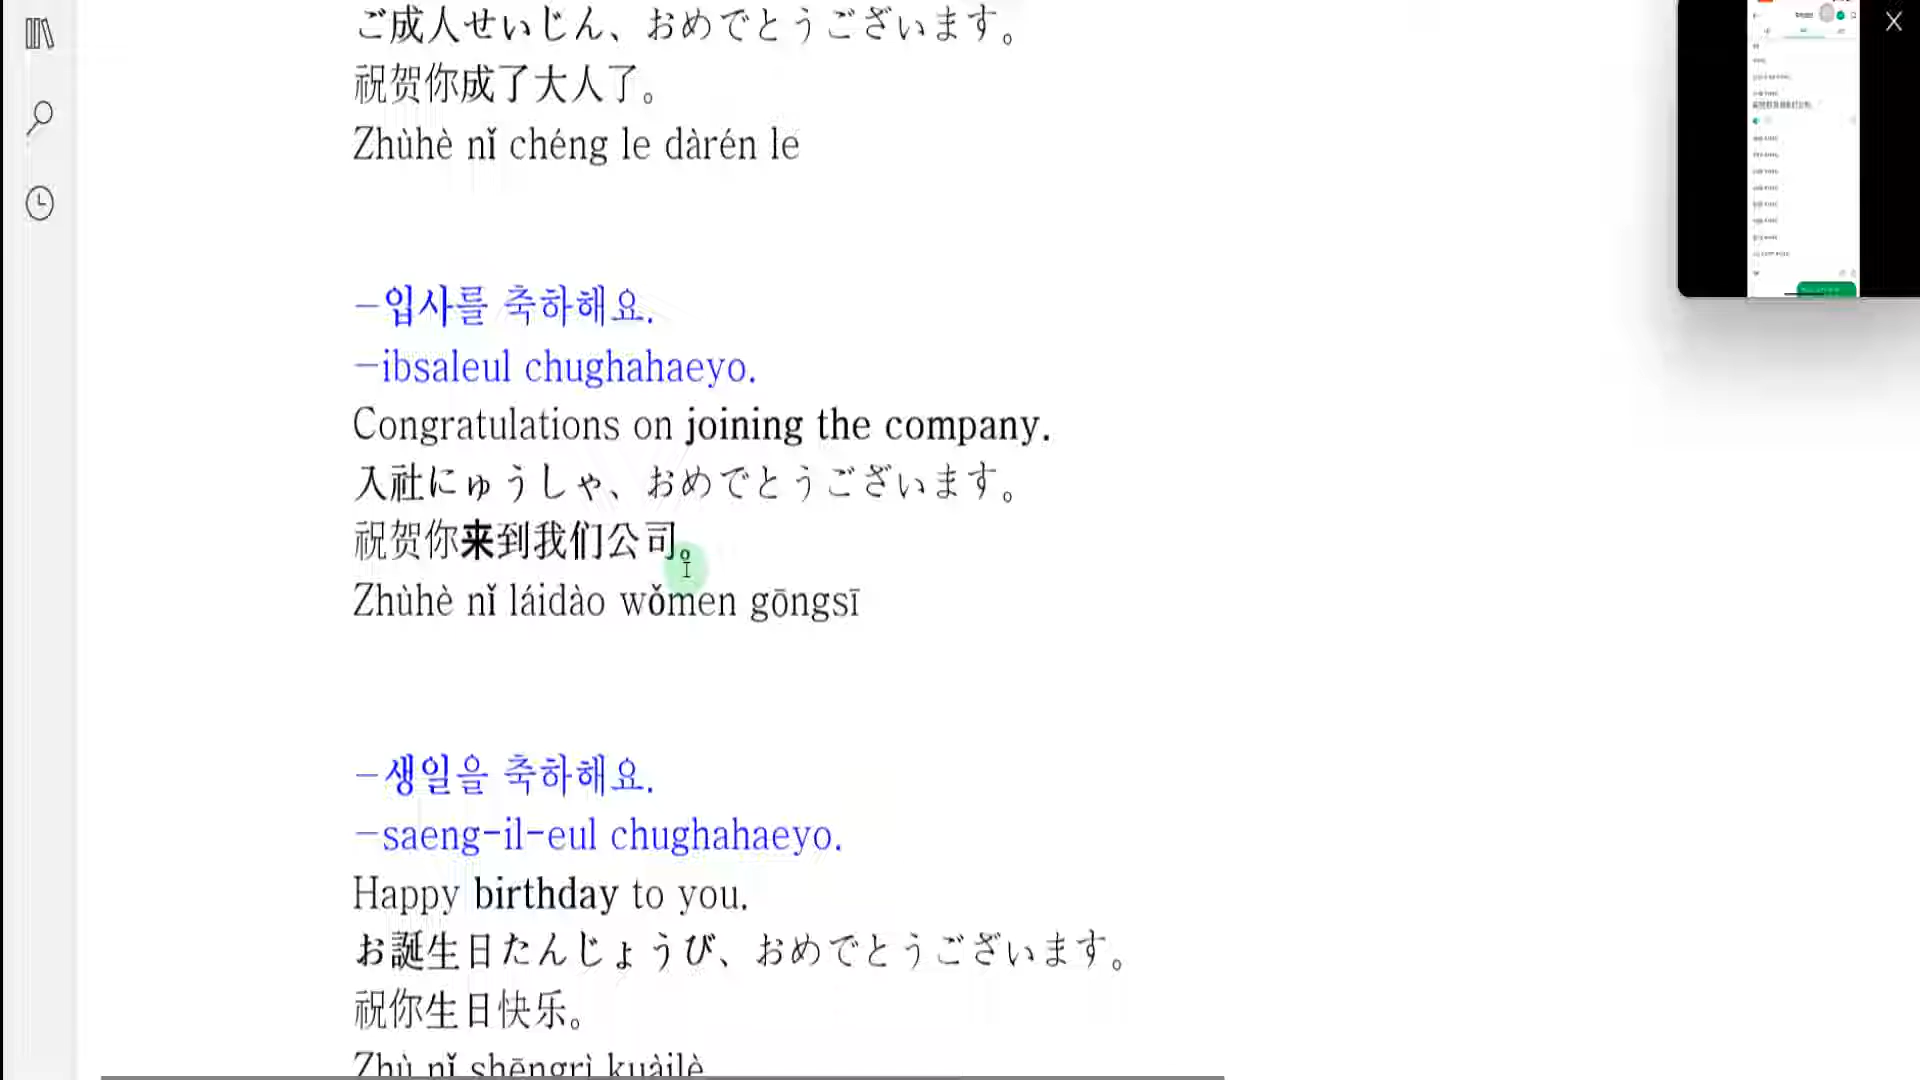 ご成人せいじん、おめでとうございます。
祝贺你成了大人了。
Zhùhè nǐ chéng le dàrén le
-입사를 축하해요.
-ibsaleul chughahaeyo.
Congratulations on joining the company.
入社にゅうしゃ、おめでとうございます。
祝贺你来到我们公司。
Zhùhè nǐ láidào wǒmen gōngsī
-생일을 축하해요.
-saeng-il-eul chughahaeyo.
Happy birthday to you.
お誕生日たんじょうび、おめでとうございます。
祝你生日快乐。
Zhù nǐ shēngrì kuàilè